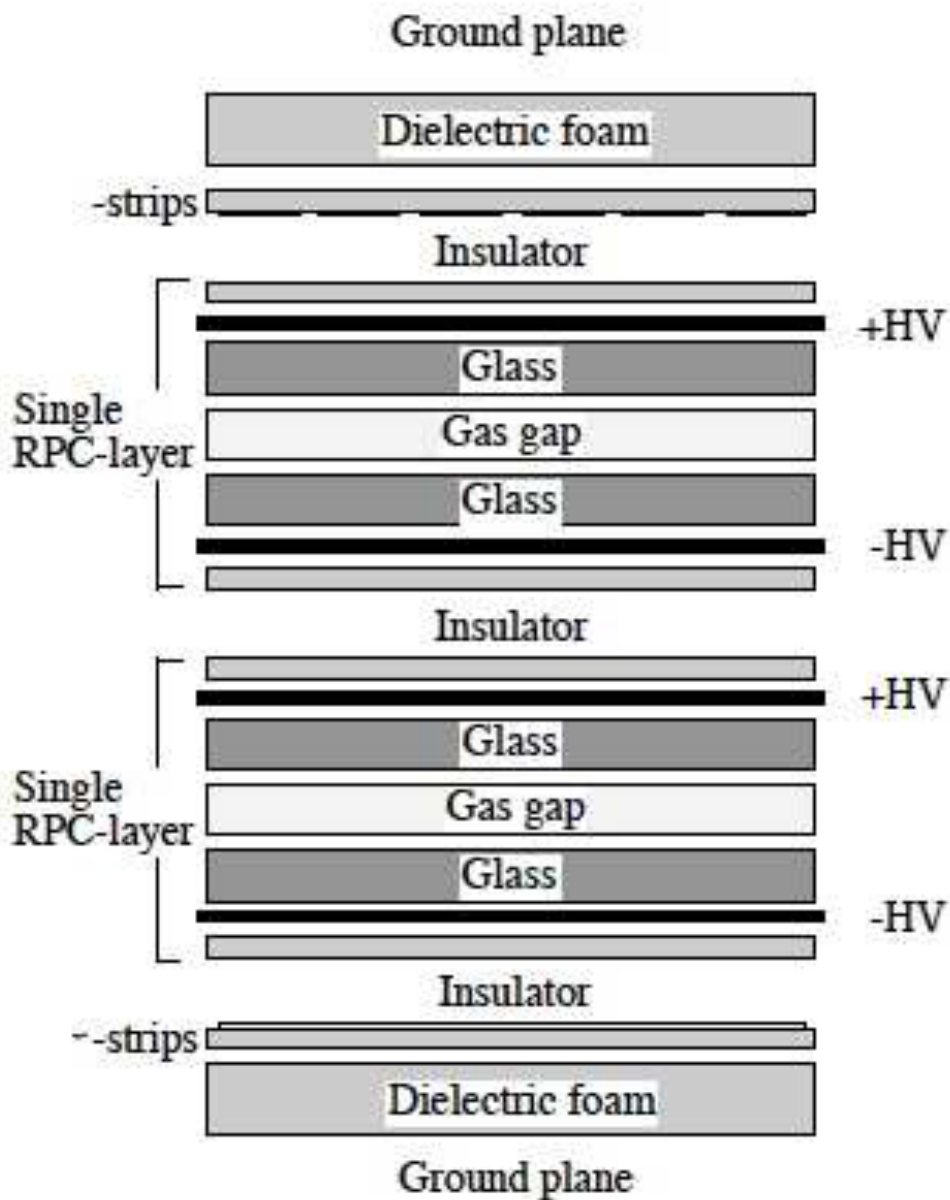 Ground plane
Dielectric foam
-strips
Insulator
+HV
Glass
Single
RPC-layer
Gas gap
Glass
-HV
Insulator
+HV
Glass
Single
RPC-layer
Gas gap
Glass
-HV
Insulator
-strips
Dielectric foam
Ground plane